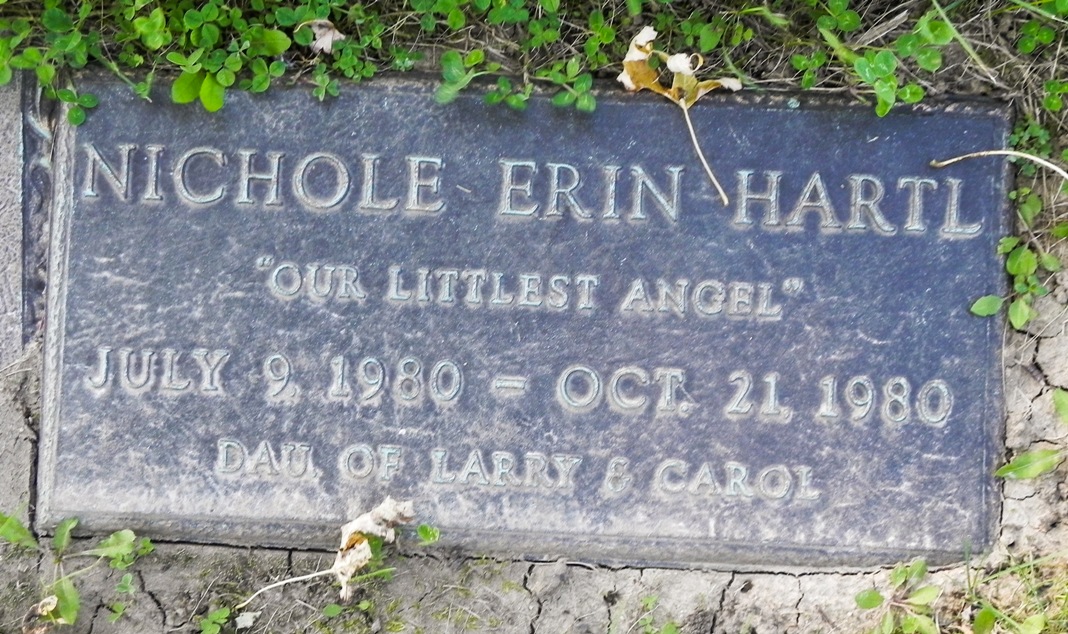 NICHOLE ERIN HARTL
"OUR LITTLEST ANGEL"
JULY 9, 1980 – OCT. 21, 1980
DAU. OF LARRY & CAROL